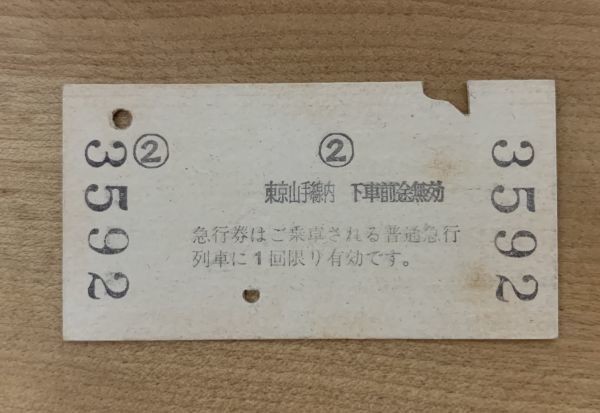 3592
② ②
東京山手線内 下車前途無効
急行券はご乗車される普通急行
列車に1回限り有効です。
3592